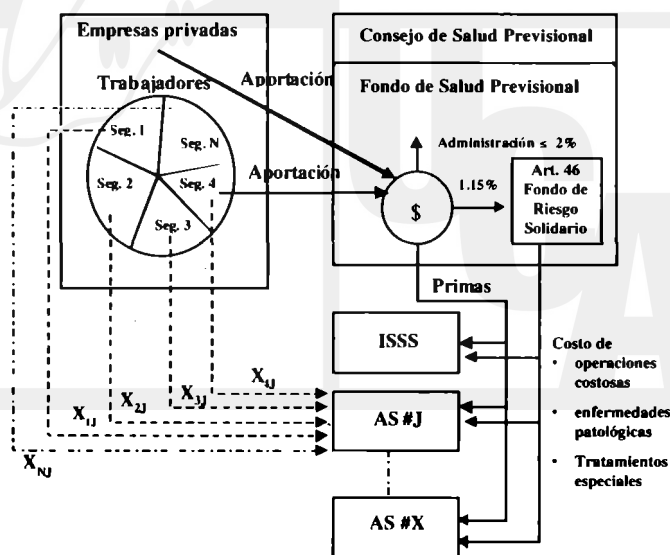 Empresas privadas
Trabajadores
Seg. 1
Seg. N
Seg. 2
Seg. 4
Seg. 3
Aportación
Aportación
Consejo de Salud Previsional
Fondo de Salud Previsional
Administración ≤ 2%
1.15%
$
Art. 46
Fondo de
Riesgo
Solidario
Primas
ISSS
AS #J
AS #X
Costo de
· operaciones
costosas
· enfermedades
patológicas
· Tratamientos
especiales
X4J
X3J
X2J
X1J
XNJ